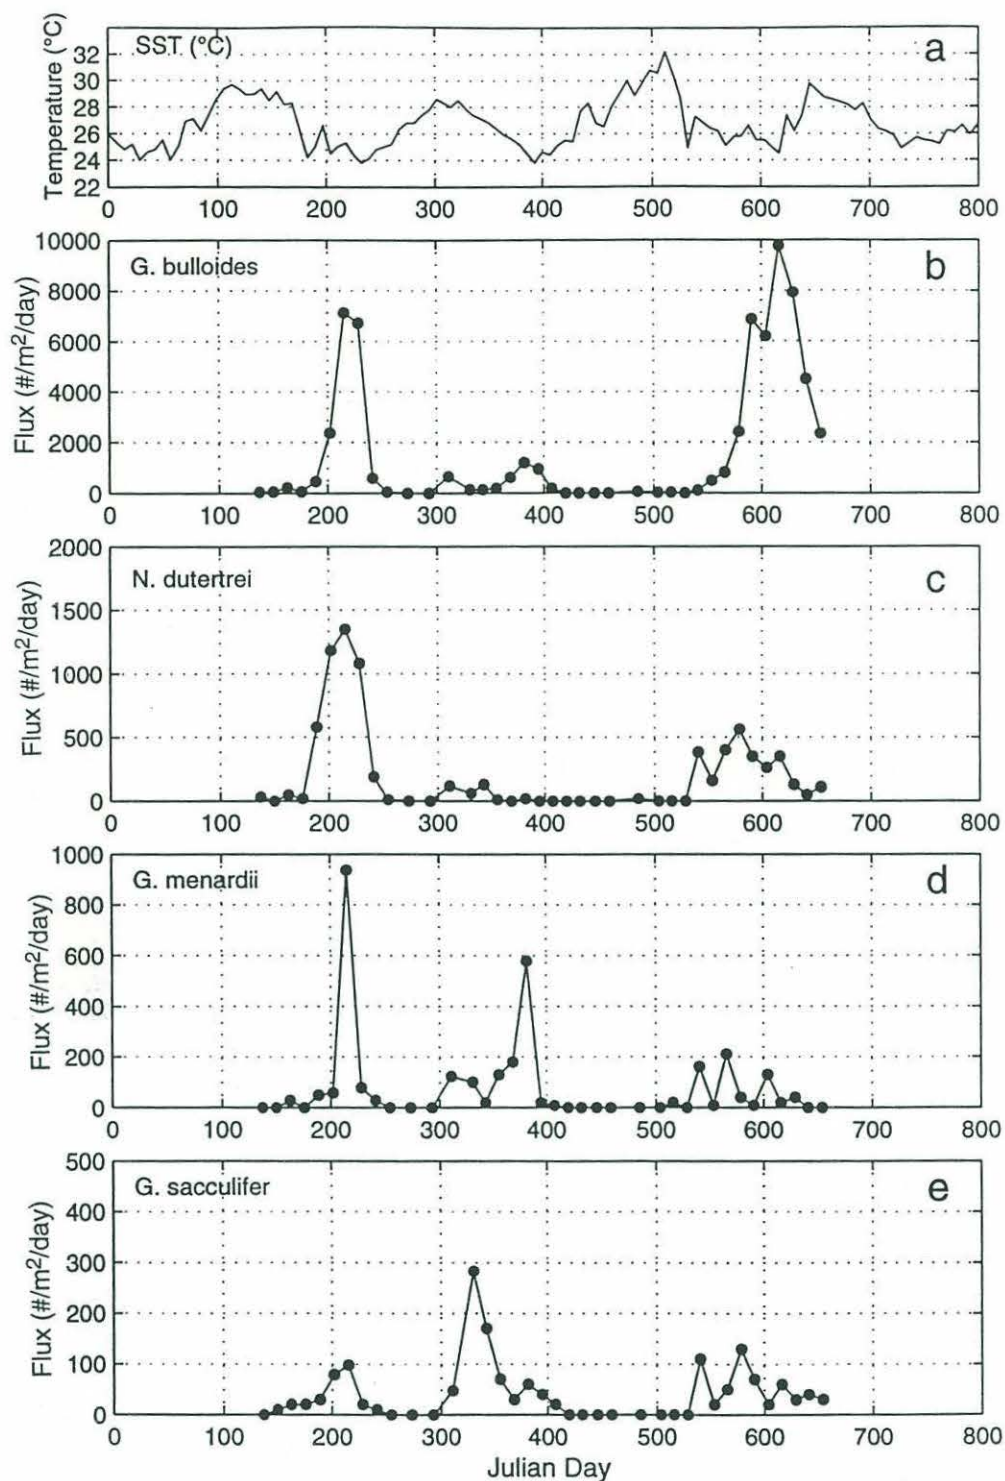 SST (°C)
a
Temperature (°C)
32
30
28
26
24
22
0 100 200 300 400 500 600 700 800
G. bulloides
b
Flux (#/m²/day)
10000
8000
6000
4000
2000
0
0 100 200 300 400 500 600 700 800
N. dutertrei
c
Flux (#/m²/day)
2000
1500
1000
500
0
0 100 200 300 400 500 600 700 800
G. menardii
d
Flux (#/m²/day)
1000
800
600
400
200
0
0 100 200 300 400 500 600 700 800
G. sacculifer
e
Flux (#/m²/day)
500
400
300
200
100
0
0 100 200 300 400 500 600 700 800
Julian Day